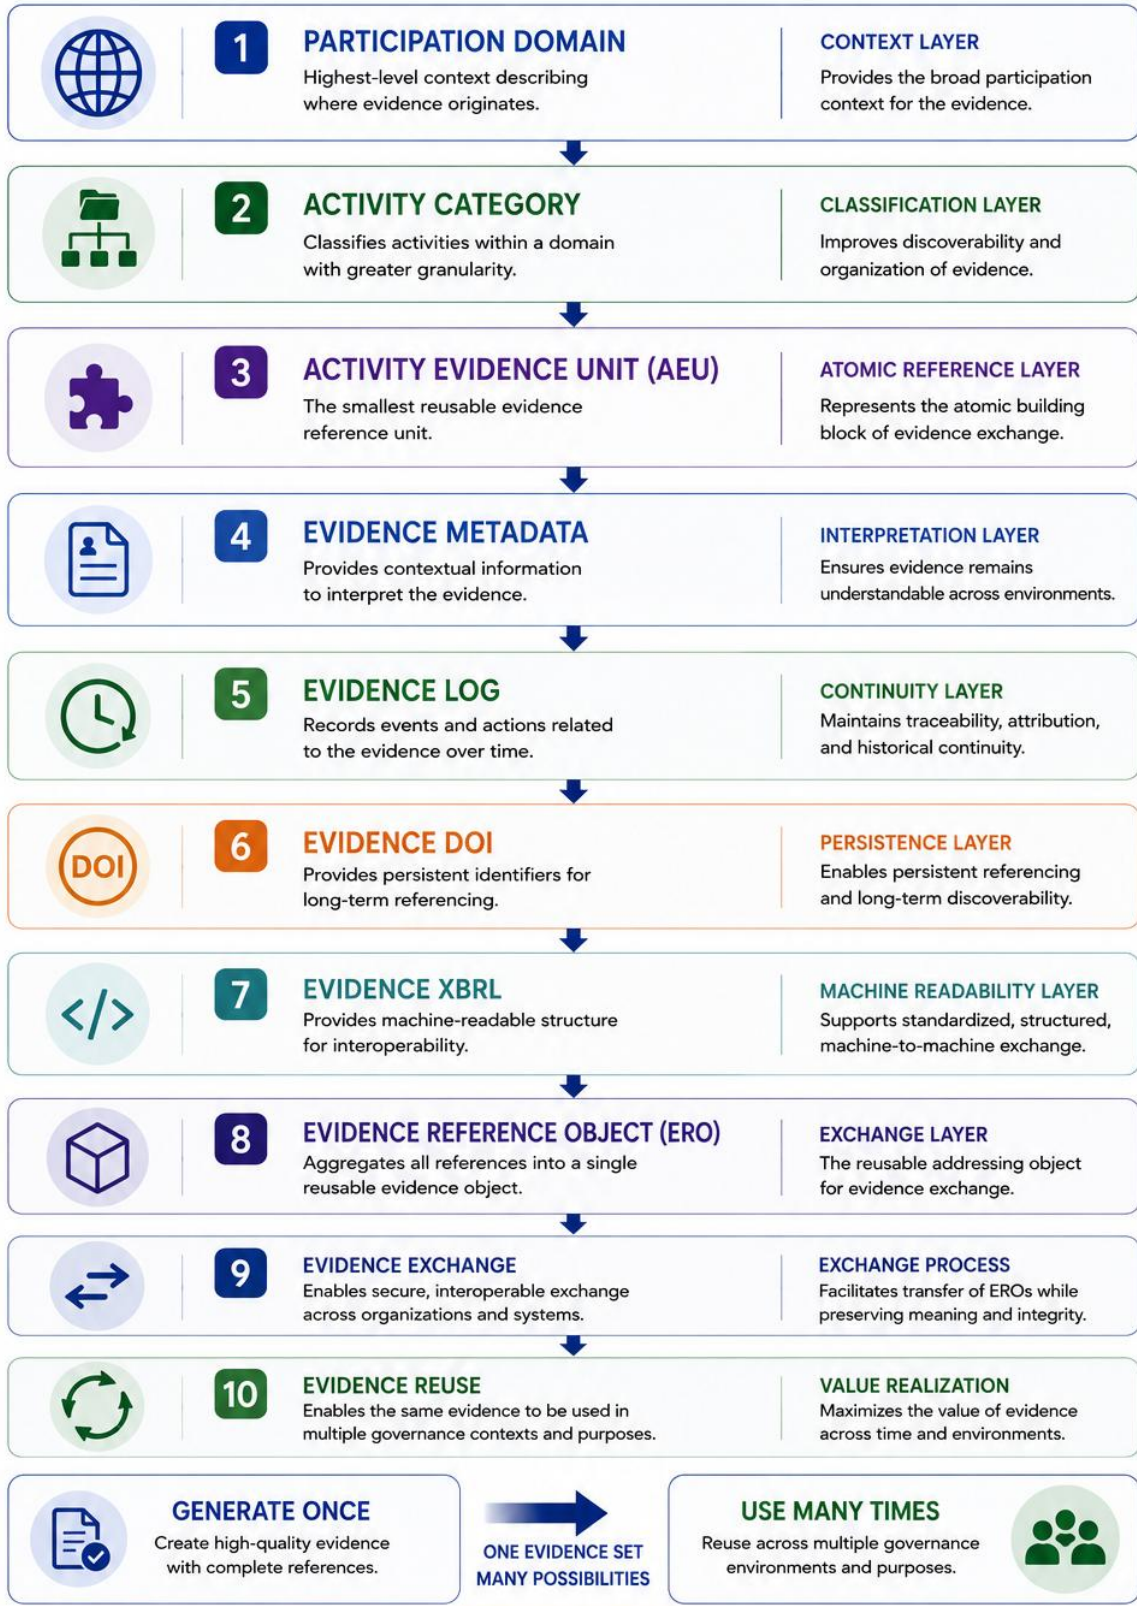 1
PARTICIPATION DOMAIN
Highest-level context describing
where evidence originates.
CONTEXT LAYER
Provides the broad participation
context for the evidence.
2
ACTIVITY CATEGORY
Classifies activities within a domain
with greater granularity.
CLASSIFICATION LAYER
Improves discoverability and
organization of evidence.
3
ACTIVITY EVIDENCE UNIT (AEU)
The smallest reusable evidence
reference unit.
ATOMIC REFERENCE LAYER
Represents the atomic building
block of evidence exchange.
4
EVIDENCE METADATA
Provides contextual information
to interpret the evidence.
INTERPRETATION LAYER
Ensures evidence remains
understandable across environments.
5
EVIDENCE LOG
Records events and actions related
to the evidence over time.
CONTINUITY LAYER
Maintains traceability, attribution,
and historical continuity.
DOI
6
EVIDENCE DOI
Provides persistent identifiers for
long-term referencing.
PERSISTENCE LAYER
Enables persistent referencing
and long-term discoverability.
</>
7
EVIDENCE XBRL
Provides machine-readable structure
for interoperability.
MACHINE READABILITY LAYER
Supports standardized, structured,
machine-to-machine exchange.
8
EVIDENCE REFERENCE OBJECT (ERO)
Aggregates all references into a single
reusable evidence object.
EXCHANGE LAYER
The reusable addressing object
for evidence exchange.
9
EVIDENCE EXCHANGE
Enables secure, interoperable exchange
across organizations and systems.
EXCHANGE PROCESS
Facilitates transfer of EROs while
preserving meaning and integrity.
10
EVIDENCE REUSE
Enables the same evidence to be used in
multiple governance contexts and purposes.
VALUE REALIZATION
Maximizes the value of evidence
across time and environments.
GENERATE ONCE
Create high-quality evidence
with complete references.
ONE EVIDENCE SET
MANY POSSIBILITIES
USE MANY TIMES
Reuse across multiple governance
environments and purposes.